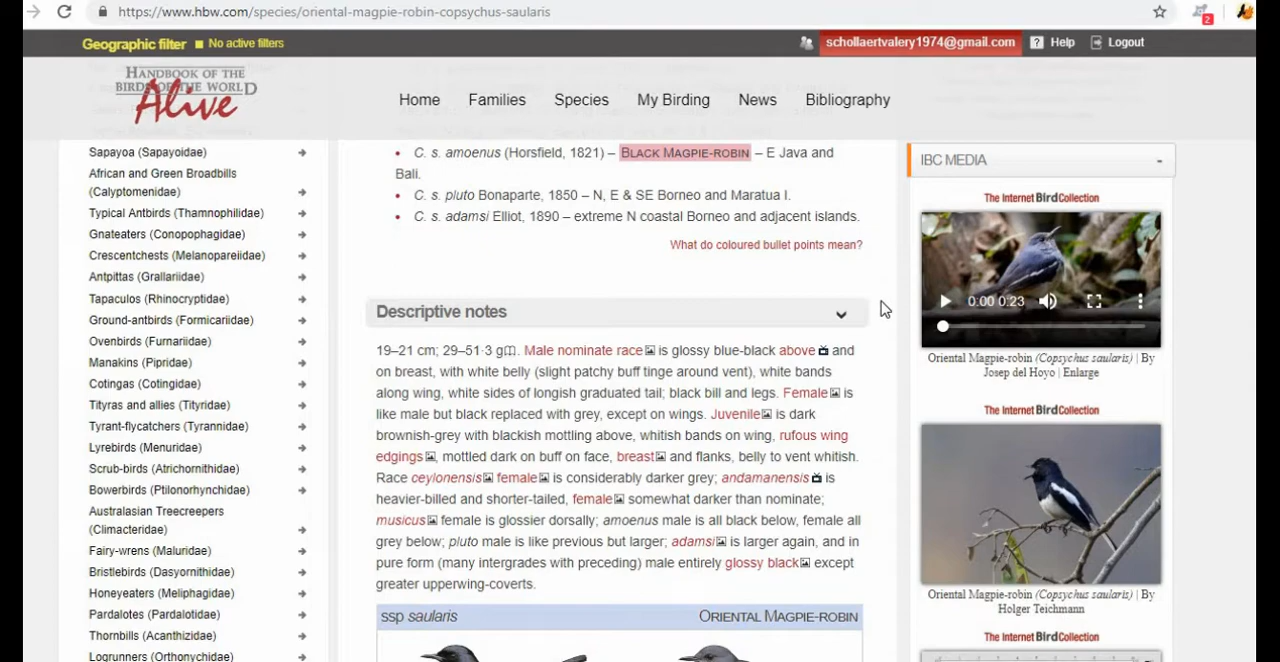 https://www.hbw.com/species/oriental-magpie-robin-copsychus-saularis
2
Geographic filter No active filters
schollaertvalery1974@gmail.com ? Help Logout
HANDBOOK OF THE
BIRDS OF THE WORLD
Alive
Home Families Species My Birding News Bibliography
Sapayoa (Sapayoidae)
African and Green Broadbills
(Calyptomenidae)
Typical Antbirds (Thamnophilidae)
Gnateaters (Conopophagidae)
Crescentchests (Melanopareiidae)
Antpittas (Grallariidae)
Tapaculos (Rhinocryptidae)
Ground-antbirds (Formicariidae)
Ovenbirds (Furnariidae)
Manakins (Pipridae)
Cotingas (Cotingidae)
Tityras and allies (Tityridae)
Tyrant-flycatchers (Tyrannidae)
Lyrebirds (Menuridae)
Scrub-birds (Atrichornithidae)
Bowerbirds (Ptilonorhynchidae)
Australasian Treecreepers
(Climacteridae)
Fairy-wrens (Maluridae)
Bristlebirds (Dasyornithidae)
Honeyeaters (Meliphagidae)
Pardalotes (Pardalotidae)
Thornbills (Acanthizidae)
Logrunners (Orthonychidae)
• C. s. amoenus (Horsfield, 1821) – BLACK MAGPIE-ROBIN – E Java and
Bali.
• C. s. pluto Bonaparte, 1850 – N, E & SE Borneo and Maratua I.
• C. s. adamsi Elliot, 1890 – extreme N coastal Borneo and adjacent islands.
What do coloured bullet points mean?
Descriptive notes
19–21 cm; 29–51·3 g. Male nominate race is glossy blue-black above and
on breast, with white belly (slight patchy buff tinge around vent), white bands
along wing, white sides of longish graduated tail; black bill and legs. Female is
like male but black replaced with grey, except on wings. Juvenile is dark
brownish-grey with blackish mottling above, whitish bands on wing, rufous wing
edgings, mottled dark on buff on face, breast and flanks, belly to vent whitish.
Race ceylonensis female is considerably darker grey; andamanensis is
heavier-billed and shorter-tailed, female somewhat darker than nominate;
musicus female is glossier dorsally; amoenus male is all black below, female all
grey below; pluto male is like previous but larger; adamsi is larger again, and in
pure form (many intergrades with preceding) male entirely glossy black except
greater upperwing-coverts.
ssp saularis ORIENTAL MAGPIE-ROBIN
IBC MEDIA -
The Internet BirdCollection
0:00 0:23
Oriental Magpie-robin (Copsychus saularis) | By
Josep del Hoyo | Enlarge
The Internet BirdCollection
Oriental Magpie-robin (Copsychus saularis) | By
Holger Teichmann
The Internet BirdCollection